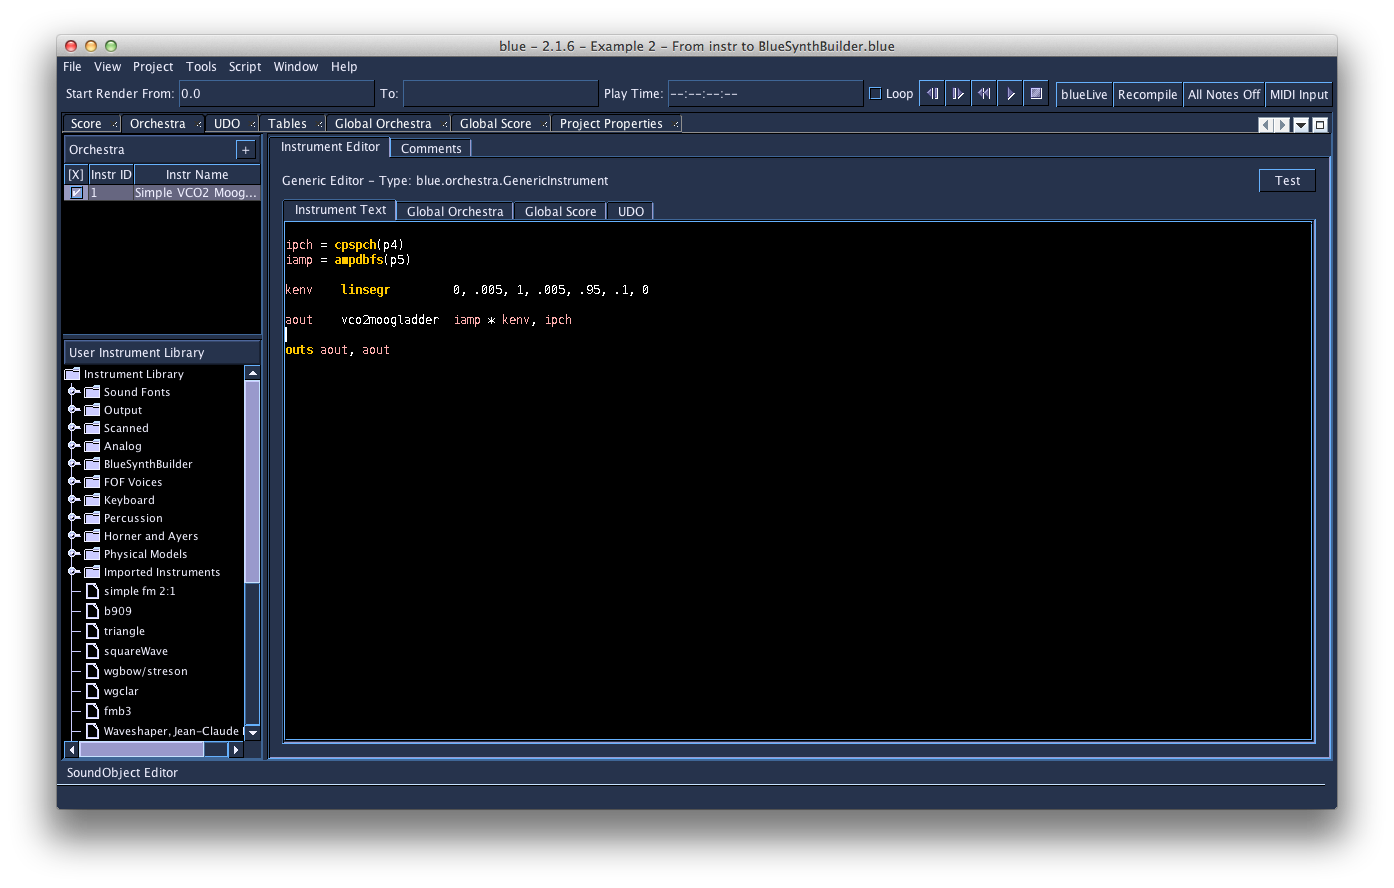 blue - 2.1.6 - Example 2 - From instr to BlueSynthBuilder.blue
File View Project Tools Script Window Help
Start Render From: 0.0 To: Play Time: --:--:--:-- Loop blueLive Recompile All Notes Off MIDI Input
Score Orchestra UDO Tables Global Orchestra Global Score Project Properties
Orchestra +
[X] Instr ID Instr Name
1 Simple VCO2 Moog...
User Instrument Library
Instrument Library
Sound Fonts
Output
Scanned
Analog
BlueSynthBuilder
FOF Voices
Keyboard
Percussion
Horner and Ayers
Physical Models
Imported Instruments
simple fm 2:1
b909
triangle
squareWave
wgbow/streson
wgclar
fmb3
Waveshaper, Jean-Claude
Instrument Editor Comments
Generic Editor - Type: blue.orchestra.GenericInstrument Test
Instrument Text Global Orchestra Global Score UDO
ipch = cpspch(p4)
iamp = ampdbfs(p5)
kenv linsegr 0, .005, 1, .005, .95, .1, 0
aout vco2moogladder iamp * kenv, ipch
outs aout, aout
SoundObject Editor